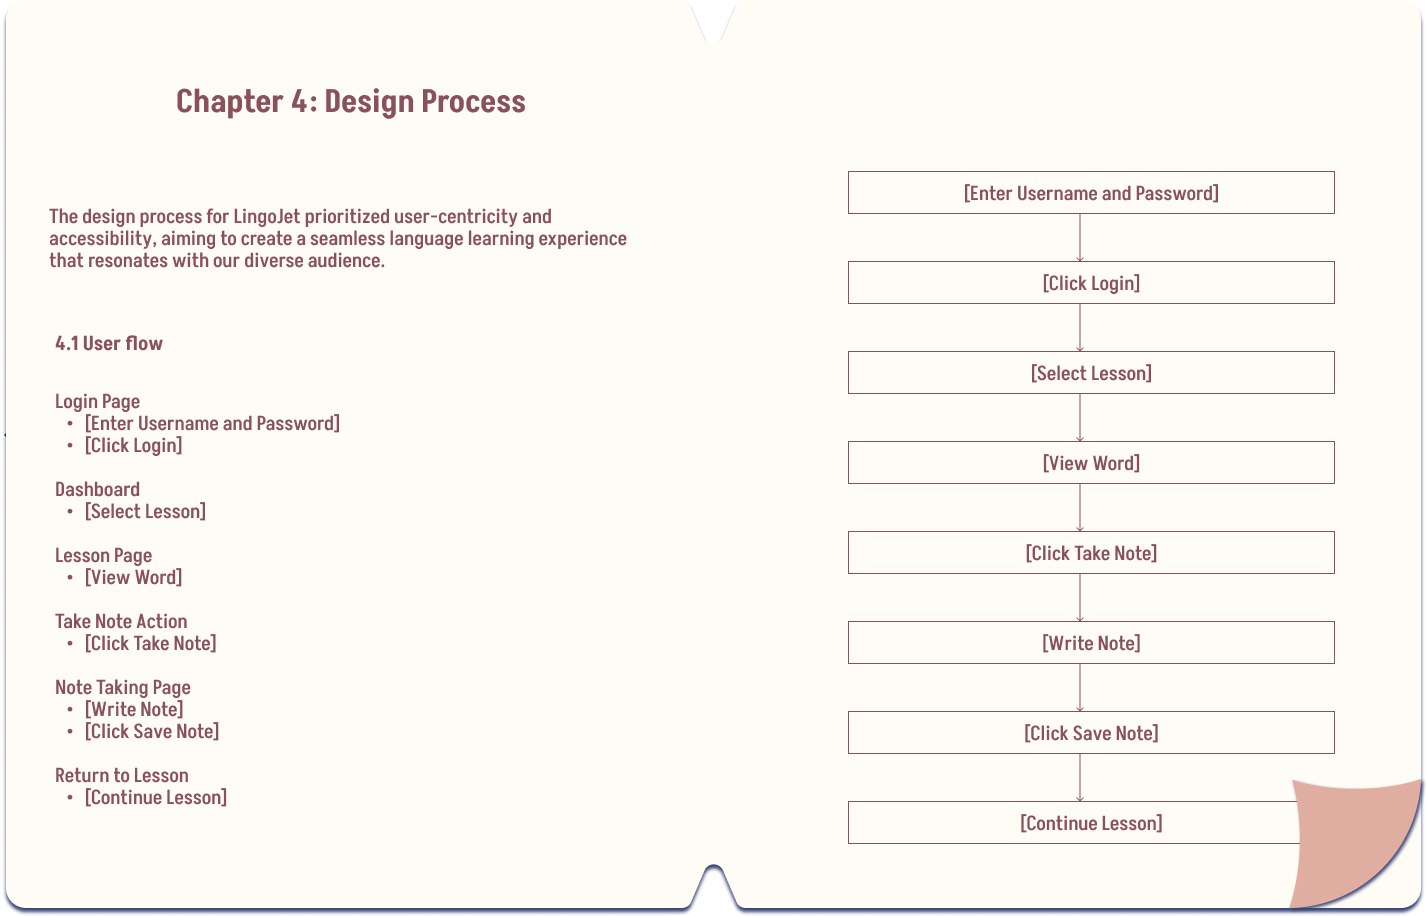 Chapter 4: Design Process
The design process for LingoJet prioritized user-centricity and
accessibility, aiming to create a seamless language learning experience
that resonates with our diverse audience.
4.1 User flow
Login Page
• [Enter Username and Password]
• [Click Login]
Dashboard
• [Select Lesson]
Lesson Page
• [View Word]
Take Note Action
• [Click Take Note]
Note Taking Page
• [Write Note]
• [Click Save Note]
Return to Lesson
• [Continue Lesson]
[Enter Username and Password]
[Click Login]
[Select Lesson]
[View Word]
[Click Take Note]
[Write Note]
[Click Save Note]
[Continue Lesson]